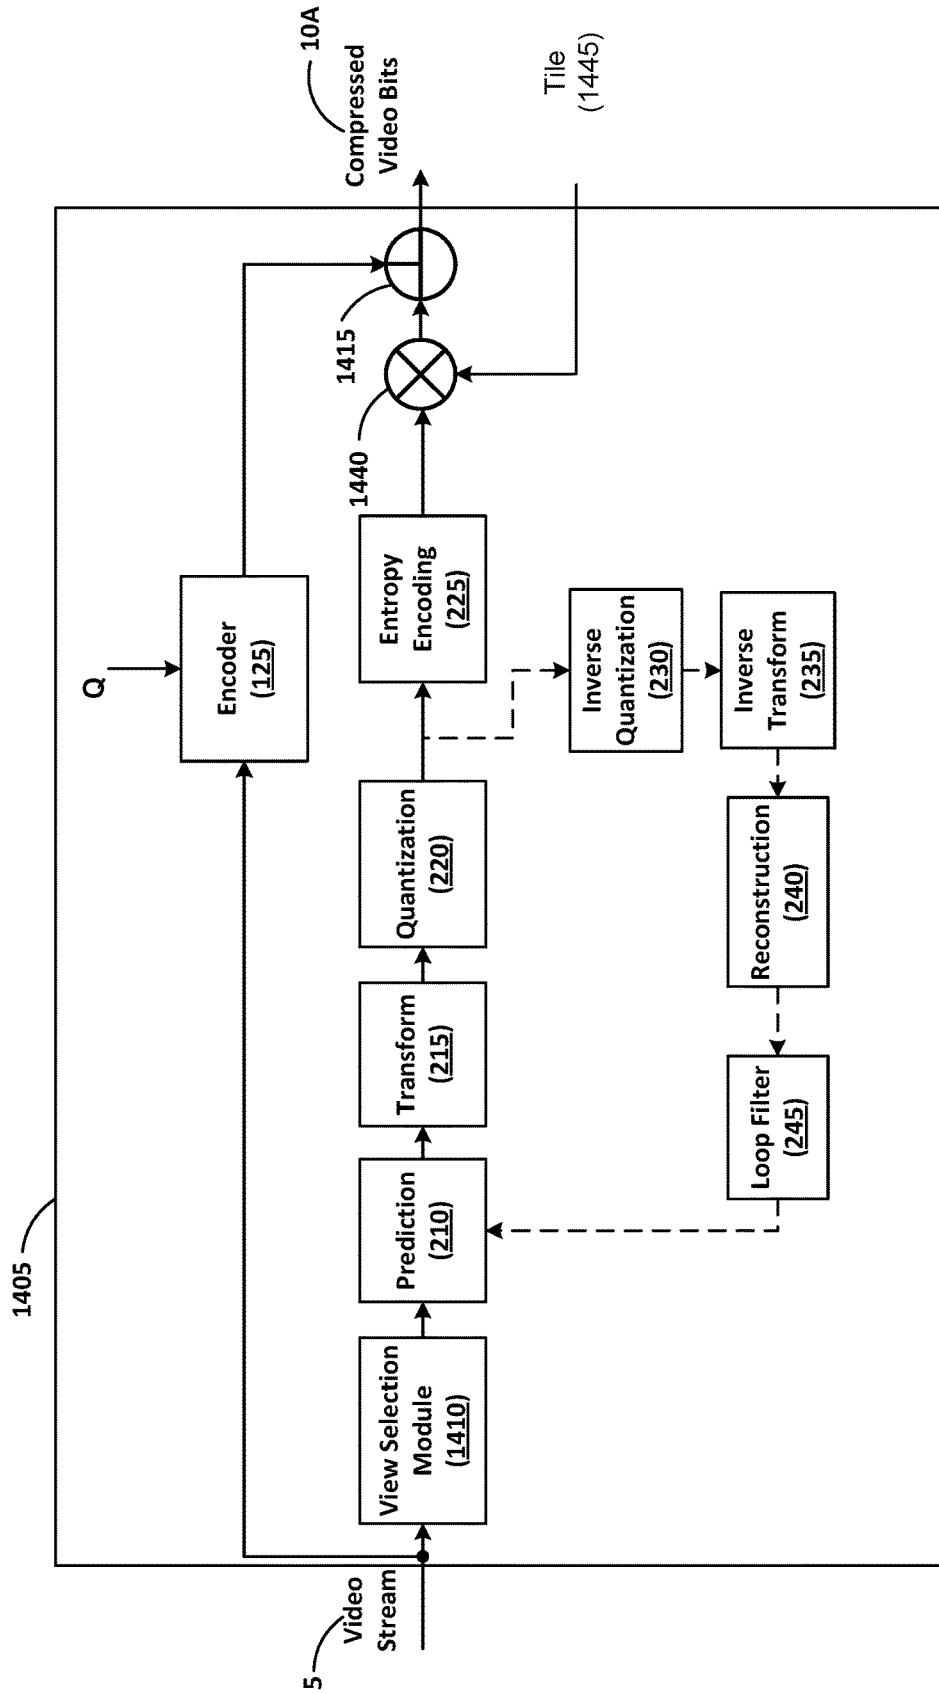 1405
5
Video
Stream
Q
Encoder
(125)
View Selection
Module
(1410)
Prediction
(210)
Transform
(215)
Quantization
(220)
Entropy
Encoding
(225)
1440
1415
10A
Compressed
Video Bits
Tile
(1445)
Inverse
Quantization
(230)
Inverse
Transform
(235)
Reconstruction
(240)
Loop Filter
(245)